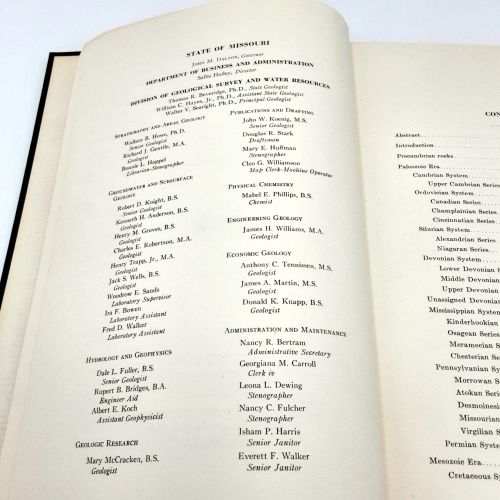 STATE OF MISSOURI
JOHN M. DALTON, Governor
DEPARTMENT OF BUSINESS AND ADMINISTRATION
Sallie Hailey, Director
DIVISION OF GEOLOGICAL SURVEY AND WATER RESOURCES
Thomas R. Beveridge, Ph.D., State Geologist
William C. Hayes, Jr., Ph.D., Assistant State Geologist
Walter V. Searight, Ph.D., Principal Geologist
STRATIGRAPHY AND AREAL GEOLOGY
Wallace B. Howe, Ph.D.
Senior Geologist
Richard J. Gentile, M.A.
Geologist
Bonnie L. Happel
Librarian-Stenographer
GROUNDWATER AND SUBSURFACE
GEOLOGY
Robert D. Knight, B.S.
Senior Geologist
Kenneth H. Anderson, B.S.
Geologist
Henry M. Groves, B.S.
Geologist
Charles E. Robertson, M.A.
Geologist
Henry Trapp, Jr., M.A.
Geologist
Jack S. Wells, B.S.
Geologist
Woodrow E. Sands
Laboratory Supervisor
Ira F. Bowen
Laboratory Assistant
Fred D. Walker
Laboratory Assistant
HYDROLOGY AND GEOPHYSICS
Dale L. Fuller, B.S.
Senior Geologist
Rupert B. Bridges, B.A.
Engineer Aid
Albert E. Koch
Assistant Geophysicist
GEOLOGIC RESEARCH
Mary McCracken, B.S.
Geologist
PUBLICATIONS AND DRAFTING
John W. Koenig, M.S.
Senior Geologist
Douglas R. Stark
Draftsman
Mary E. Huffman
Stenographer
Cleo G. Williamson
Map Clerk-Machine Operator
PHYSICAL CHEMISTRY
Mabel E. Phillips, B.S.
Chemist
ENGINEERING GEOLOGY
James H. Williams, M.A.
Geologist
ECONOMIC GEOLOGY
Anthony C. Tennissen, M.S.
Geologist
James A. Martin, M.S.
Geologist
Donald K. Knapp, B.S.
Geologist
ADMINISTRATION AND MAINTENANCE
Nancy R. Bertram
Administrative Secretary
Georgiana M. Carroll
Clerk iv
Leona L. Dewing
Stenographer
Nancy C. Fulcher
Stenographer
Isham P. Harris
Senior Janitor
Everett F. Walker
Senior Janitor
CON
Abstract
Introduction
Precambrian rocks
Paleozoic Era
Cambrian System
Upper Cambrian Series
Ordovician System
Canadian Series
Champlainian Series
Cincinnatian Series
Silurian System
Alexandrian Series
Niagaran Series
Devonian System
Lower Devonian
Middle Devonian
Upper Devonian
Unassigned Devonian
Mississippian System
Kinderhookian
Osagean Series
Meramecian Series
Chesterian Series
Pennsylvanian System
Morrowan Series
Atokan Series
Desmoinesi
Missourian
Virgilian S
Permian System
Mesozoic Era
Cretaceous Syst